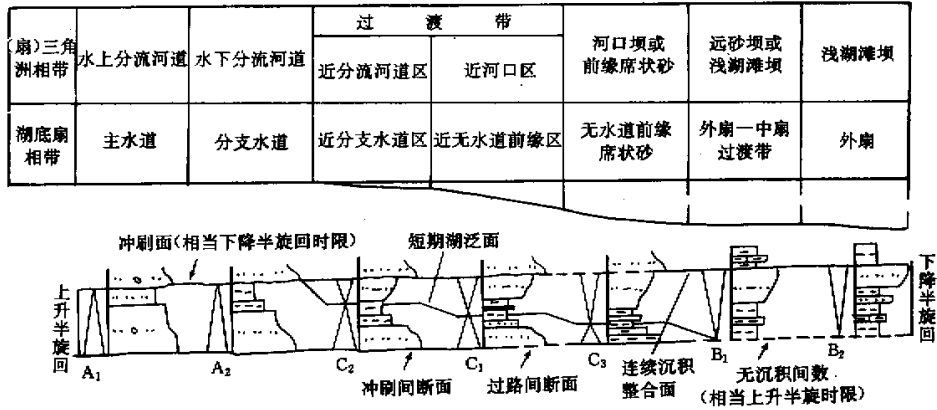 过 渡 带
(扇)三角
洲相带
水上分流河道
水下分流河道
近分流河道区
近河口区
河口坝或
前缘席状砂
远砂坝或
浅湖滩坝
浅湖滩坝
湖底扇
相带
主水道
分支水道
近分支水道区
近无水道前缘区
无水道前缘
席状砂
外扇—中扇
过渡带
外扇
冲刷面(相当下降半旋回时限)
短期湖泛面
上升半旋回
下降半旋回
A1
A2
C2
C1
C3
B1
B2
冲刷间断面
过路间断面
连续沉积
整合面
无沉积间数
(相当上升半旋回时限)